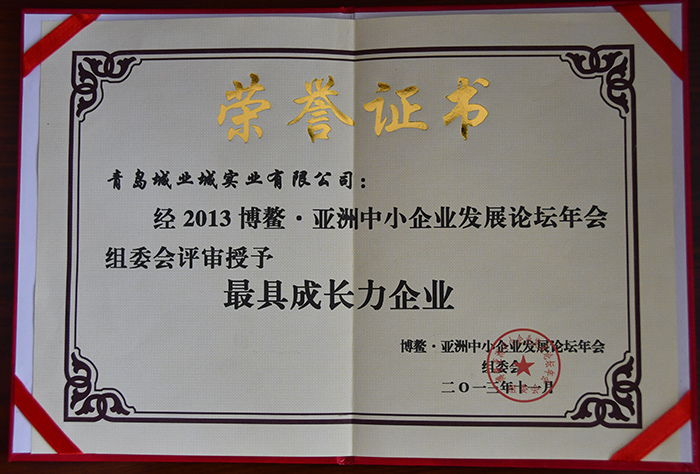 荣誉证书
青岛城业城实业有限公司：
经2013博鳌·亚洲中小企业发展论坛年会
组委会评审授予
最具成长力企业
博鳌·亚洲中小企业发展论坛年会
组委会
二〇一三年十一月